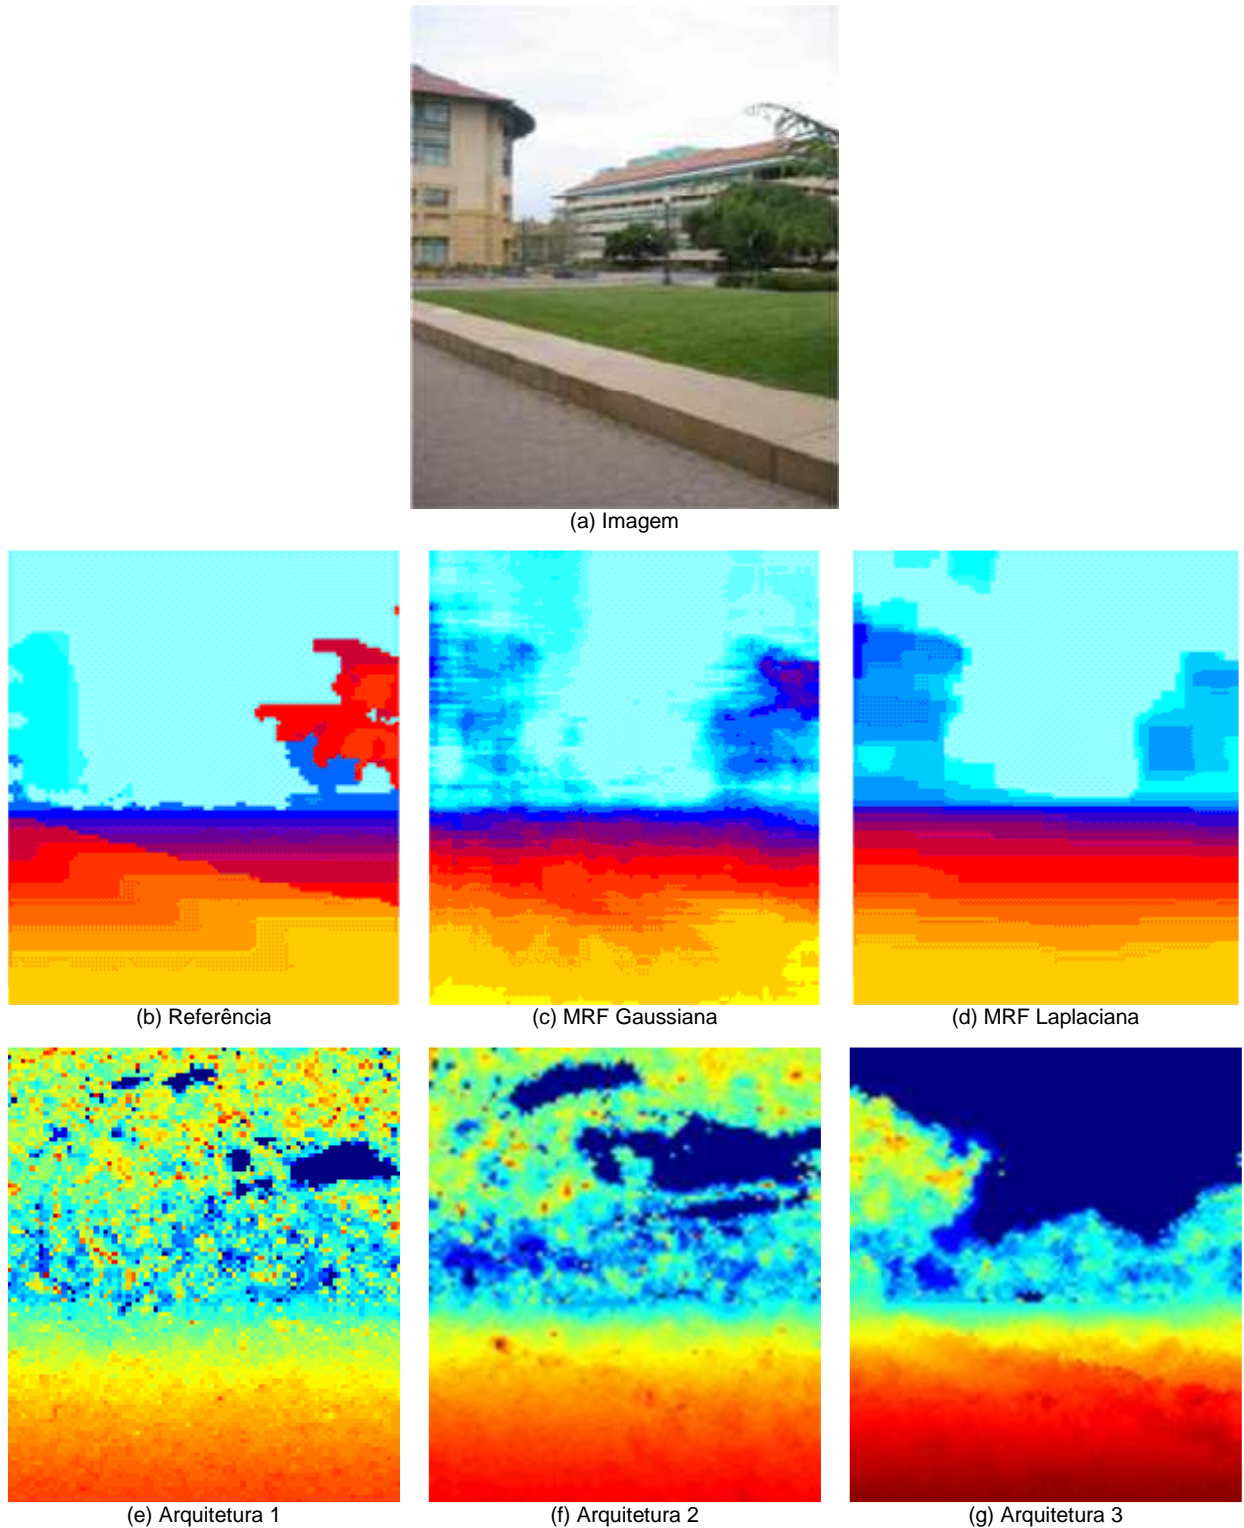 (a) Imagem
(b) Referência
(c) MRF Gaussiana
(d) MRF Laplaciana
(e) Arquitetura 1
(f) Arquitetura 2
(g) Arquitetura 3